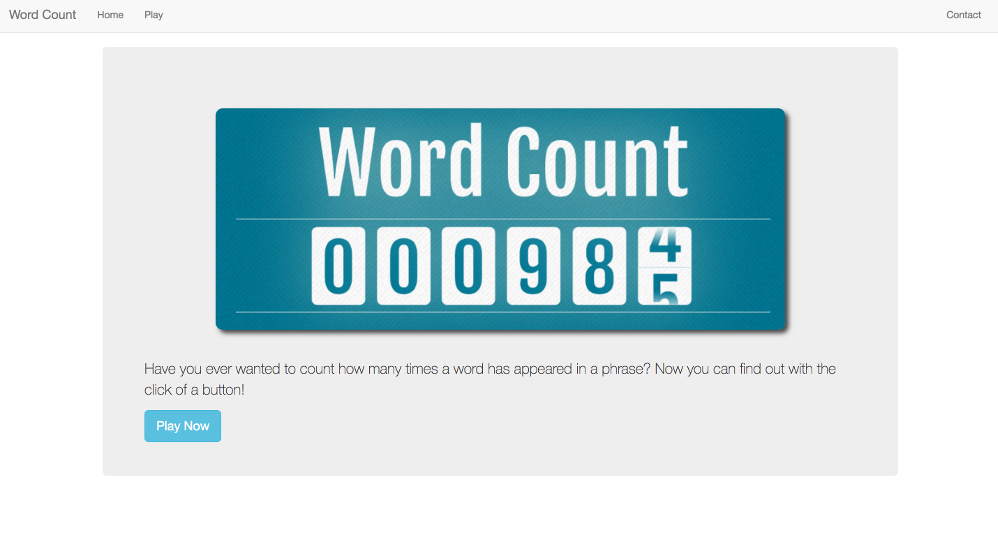 Word Count Home Play Contact
Word Count
0 0 0 9 8 4
5
Have you ever wanted to count how many times a word has appeared in a phrase? Now you can find out with the
click of a button!
Play Now